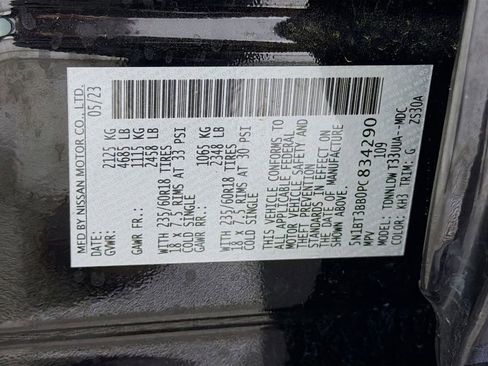 MFD BY NISSAN MOTOR CO., LTD.
DATE: 05/23
GVWR: 2125 KG
4685 LB
GAWR FR.: 1115 KG
2458 LB
WITH 235/60R18 TIRES
18 X 7.5 RIMS AT 33 PSI
COLD SINGLE
GAWR RR.: 1065 KG
2348 LB
WITH 235/60R18 TIRES
18 X 7.5 RIMS AT 30 PSI
COLD SINGLE
THIS VEHICLE CONFORMS TO
ALL APPLICABLE FEDERAL
MOTOR VEHICLE SAFETY AND
THEFT PREVENTION
STANDARDS IN EFFECT ON
THE DATE OF MANUFACTURE
SHOWN ABOVE.
5N1BT3BB0PC834290
MPV 109
MODEL: TDNNLDW T33UUA--MDC
COLOR: KH3 TRIM: G ZS30A